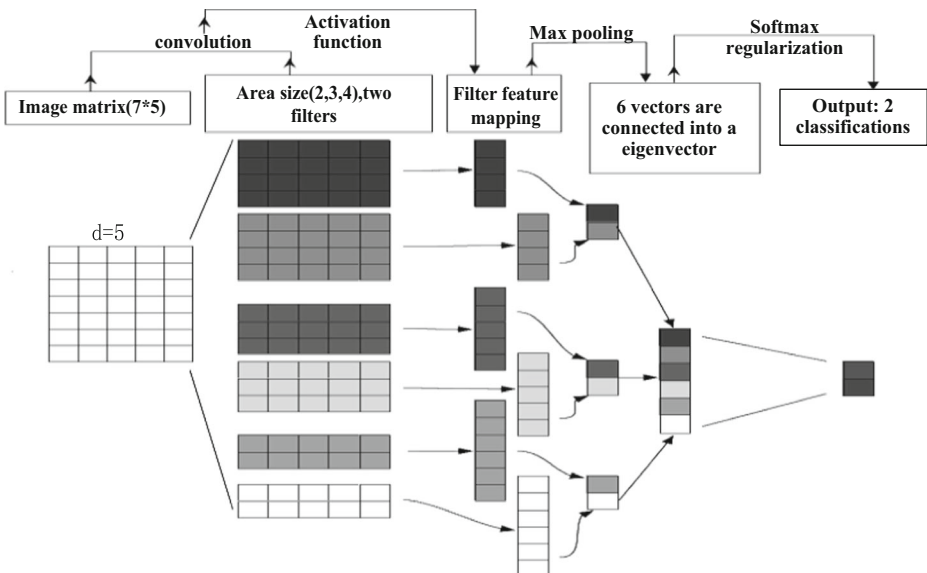 convolution
Activation
function
Max pooling
Softmax
regularization
Image matrix(7*5)
Area size(2,3,4),two
filters
Filter feature
mapping
6 vectors are
connected into a
eigenvector
Output: 2
classifications
d=5